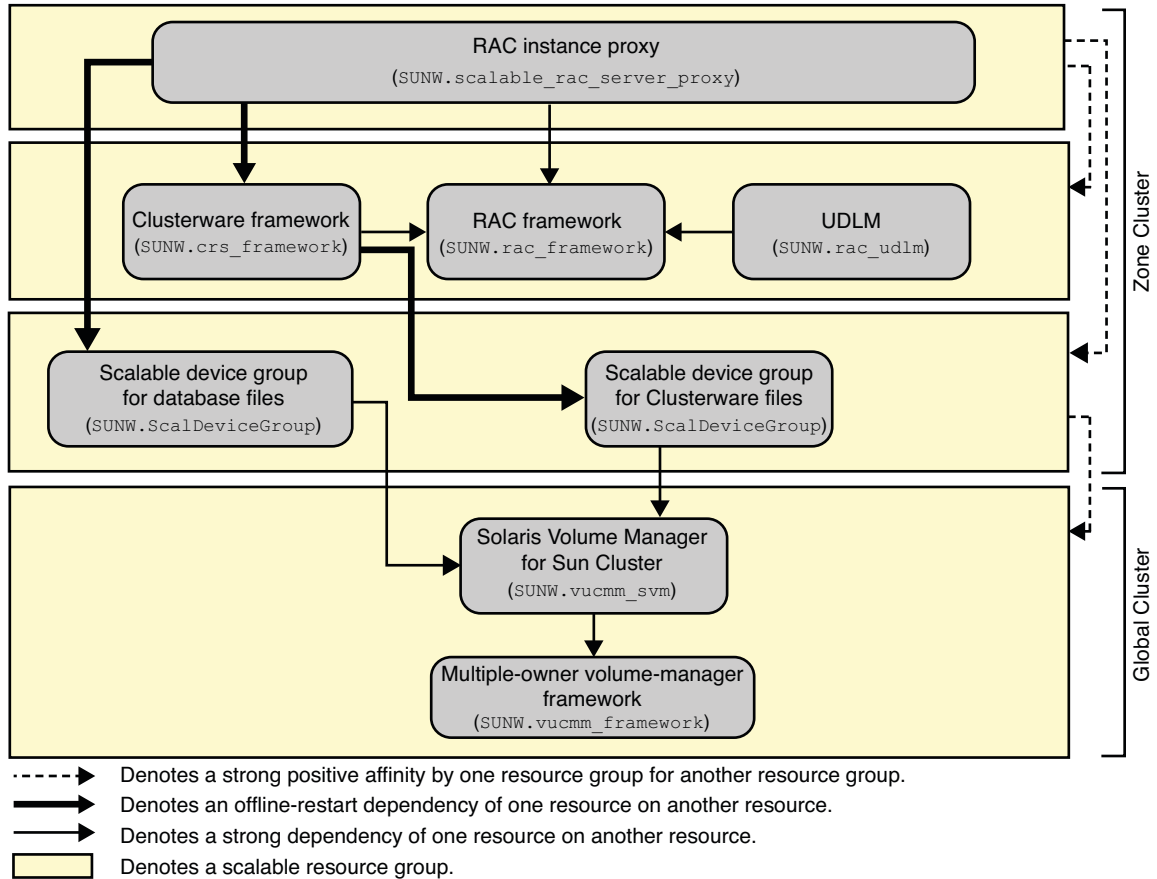 RAC instance proxy
(SUNW.scalable_rac_server_proxy)
Clusterware framework
(SUNW.crs_framework)
RAC framework
(SUNW.rac_framework)
UDLM
(SUNW.rac_udlm)
Zone Cluster
Scalable device group
for database files
(SUNW.ScalDeviceGroup)
Scalable device group
for Clusterware files
(SUNW.ScalDeviceGroup)
Solaris Volume Manager
for Sun Cluster
(SUNW.vucmm_svm)
Multiple-owner volume-manager
framework
(SUNW.vucmm_framework)
Global Cluster
Denotes a strong positive affinity by one resource group for another resource group.
Denotes an offline-restart dependency of one resource on another resource.
Denotes a strong dependency of one resource on another resource.
Denotes a scalable resource group.